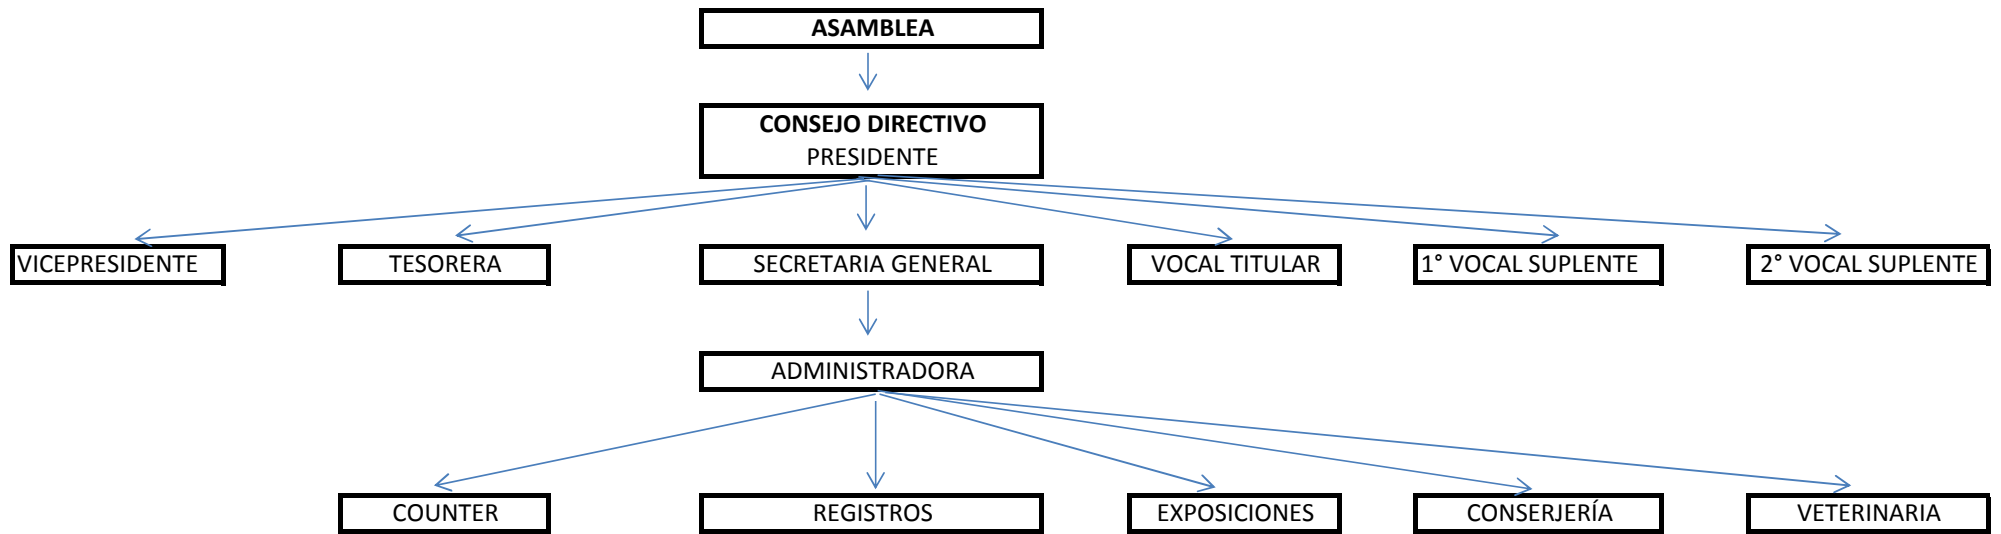 ASAMBLEA
CONSEJO DIRECTIVO
PRESIDENTE
VICEPRESIDENTE
TESORERA
SECRETARIA GENERAL
VOCAL TITULAR
1° VOCAL SUPLENTE
2° VOCAL SUPLENTE
ADMINISTRADORA
COUNTER
REGISTROS
EXPOSICIONES
CONSERJERÍA
VETERINARIA